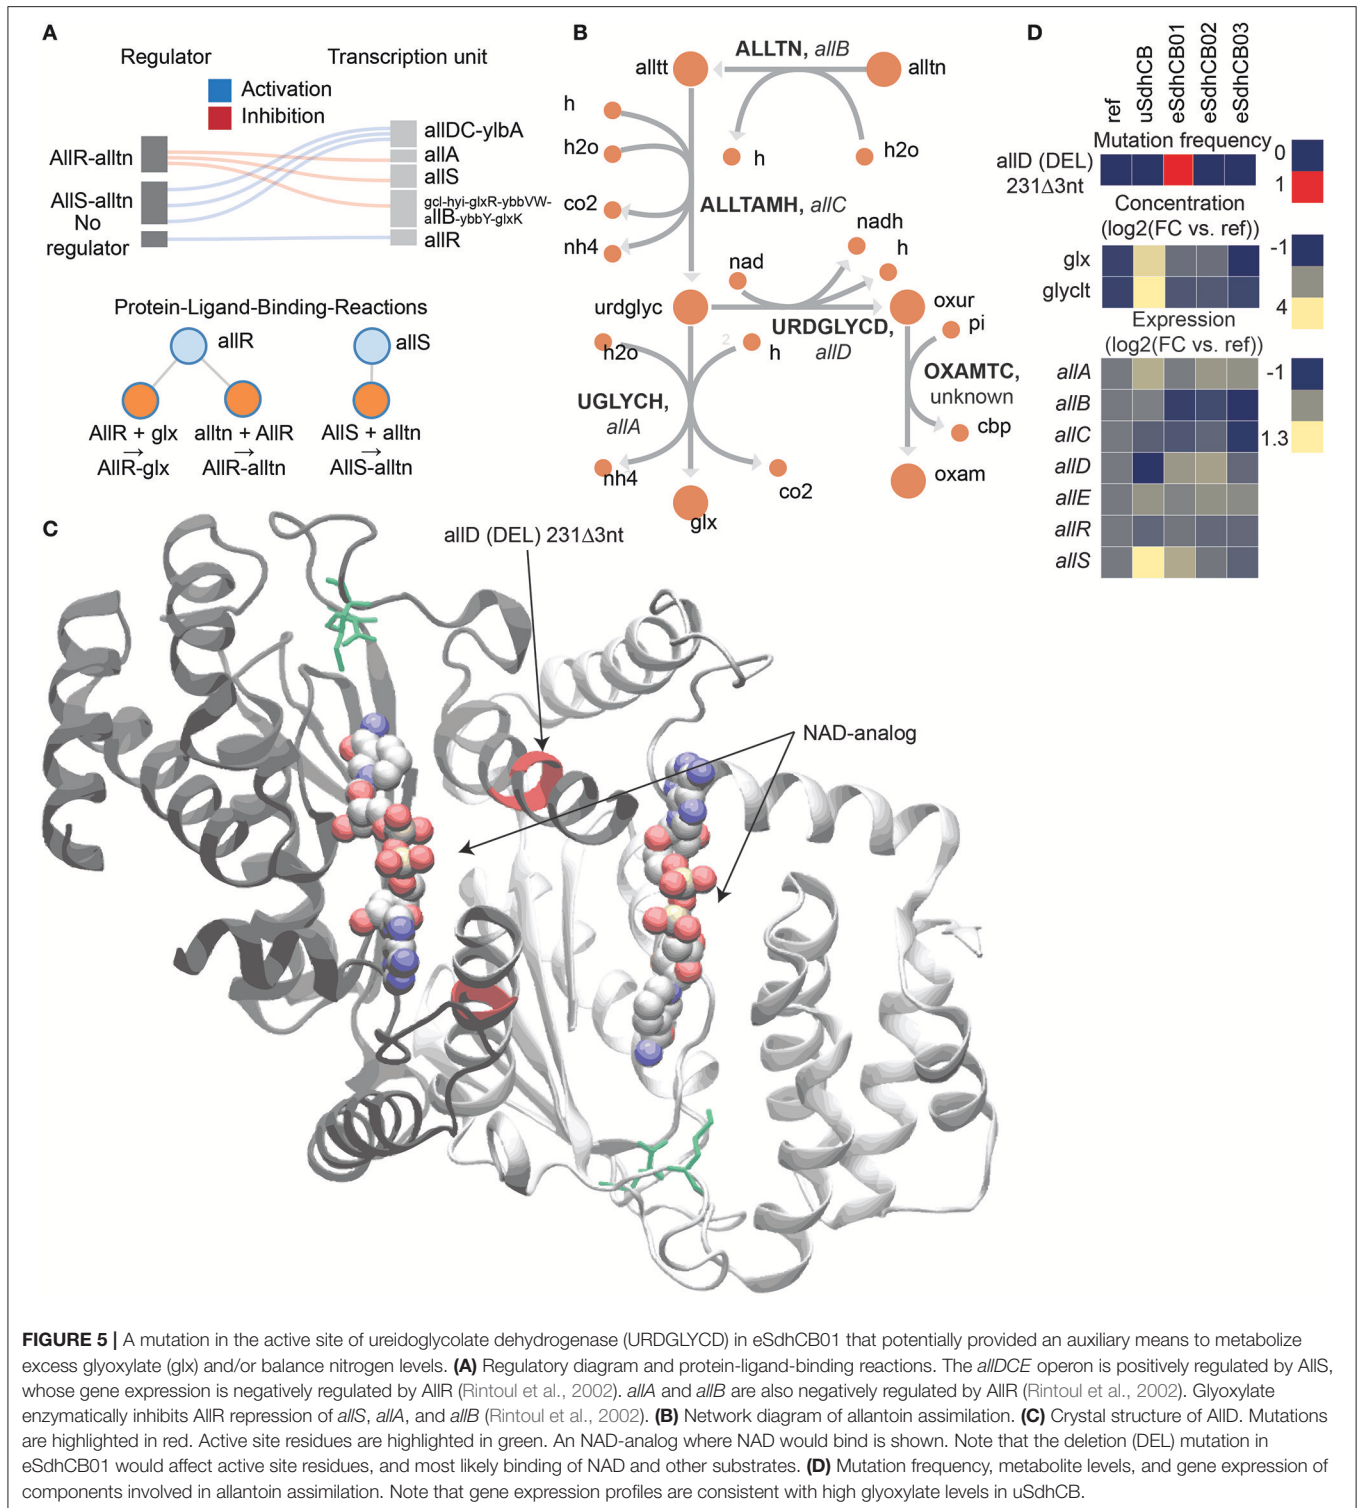 A
Regulator
Transcription unit
Activation
Inhibition
AllR-alltn
AllS-alltn
No
regulator
allDC-ylbA
allA
allS
gcl-hyi-glxR-ybbVW-
allB-ybbY-glxK
allR
Protein-Ligand-Binding-Reactions
allR
allS
AllR + glx
→
AllR-glx
alltn + AllR
→
AllR-alltn
AllS + alltn
→
AllS-alltn
B
ALLTN, allB
alltt
alltn
h
h2o
h
h2o
co2
nh4
ALLTAMH, allC
nadh
h
nad
urdglyc
oxur
URDGLYCD,
allD
pi
h2o
2
h
OXAMTC,
unknown
UGLYCH,
allA
cbp
nh4
co2
oxam
glx
C
allD (DEL) 231Δ3nt
NAD-analog
D
ref
uSdhCB
eSdhCB01
eSdhCB02
eSdhCB03
Mutation frequency
allD (DEL)
231Δ3nt
0
1
Concentration
(log2(FC vs. ref))
glx
glyclt
-1
4
Expression
(log2(FC vs. ref))
allA
allB
allC
allD
allE
allR
allS
-1
1.3
FIGURE 5 | A mutation in the active site of ureidoglycolate dehydrogenase (URDGLYCD) in eSdhCB01 that potentially provided an auxiliary means to metabolize
excess glyoxylate (glx) and/or balance nitrogen levels. (A) Regulatory diagram and protein-ligand-binding reactions. The allDCE operon is positively regulated by AllS,
whose gene expression is negatively regulated by AllR (Rintoul et al., 2002). allA and allB are also negatively regulated by AllR (Rintoul et al., 2002). Glyoxylate
enzymatically inhibits AllR repression of allS, allA, and allB (Rintoul et al., 2002). (B) Network diagram of allantoin assimilation. (C) Crystal structure of AllD. Mutations
are highlighted in red. Active site residues are highlighted in green. An NAD-analog where NAD would bind is shown. Note that the deletion (DEL) mutation in
eSdhCB01 would affect active site residues, and most likely binding of NAD and other substrates. (D) Mutation frequency, metabolite levels, and gene expression of
components involved in allantoin assimilation. Note that gene expression profiles are consistent with high glyoxylate levels in uSdhCB.